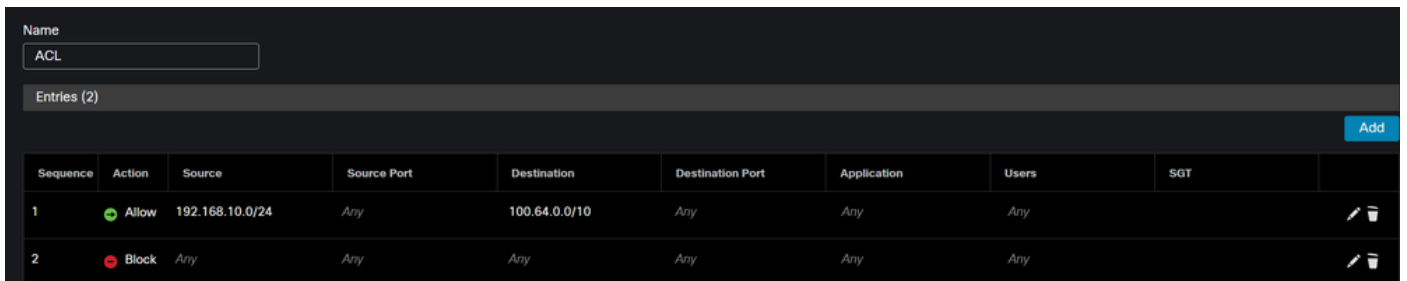 Name
ACL
Entries (2)
Add
Sequence Action Source Source Port Destination Destination Port Application Users SGT
1 Allow 192.168.10.0/24 Any 100.64.0.0/10 Any Any Any
2 Block Any Any Any Any Any Any